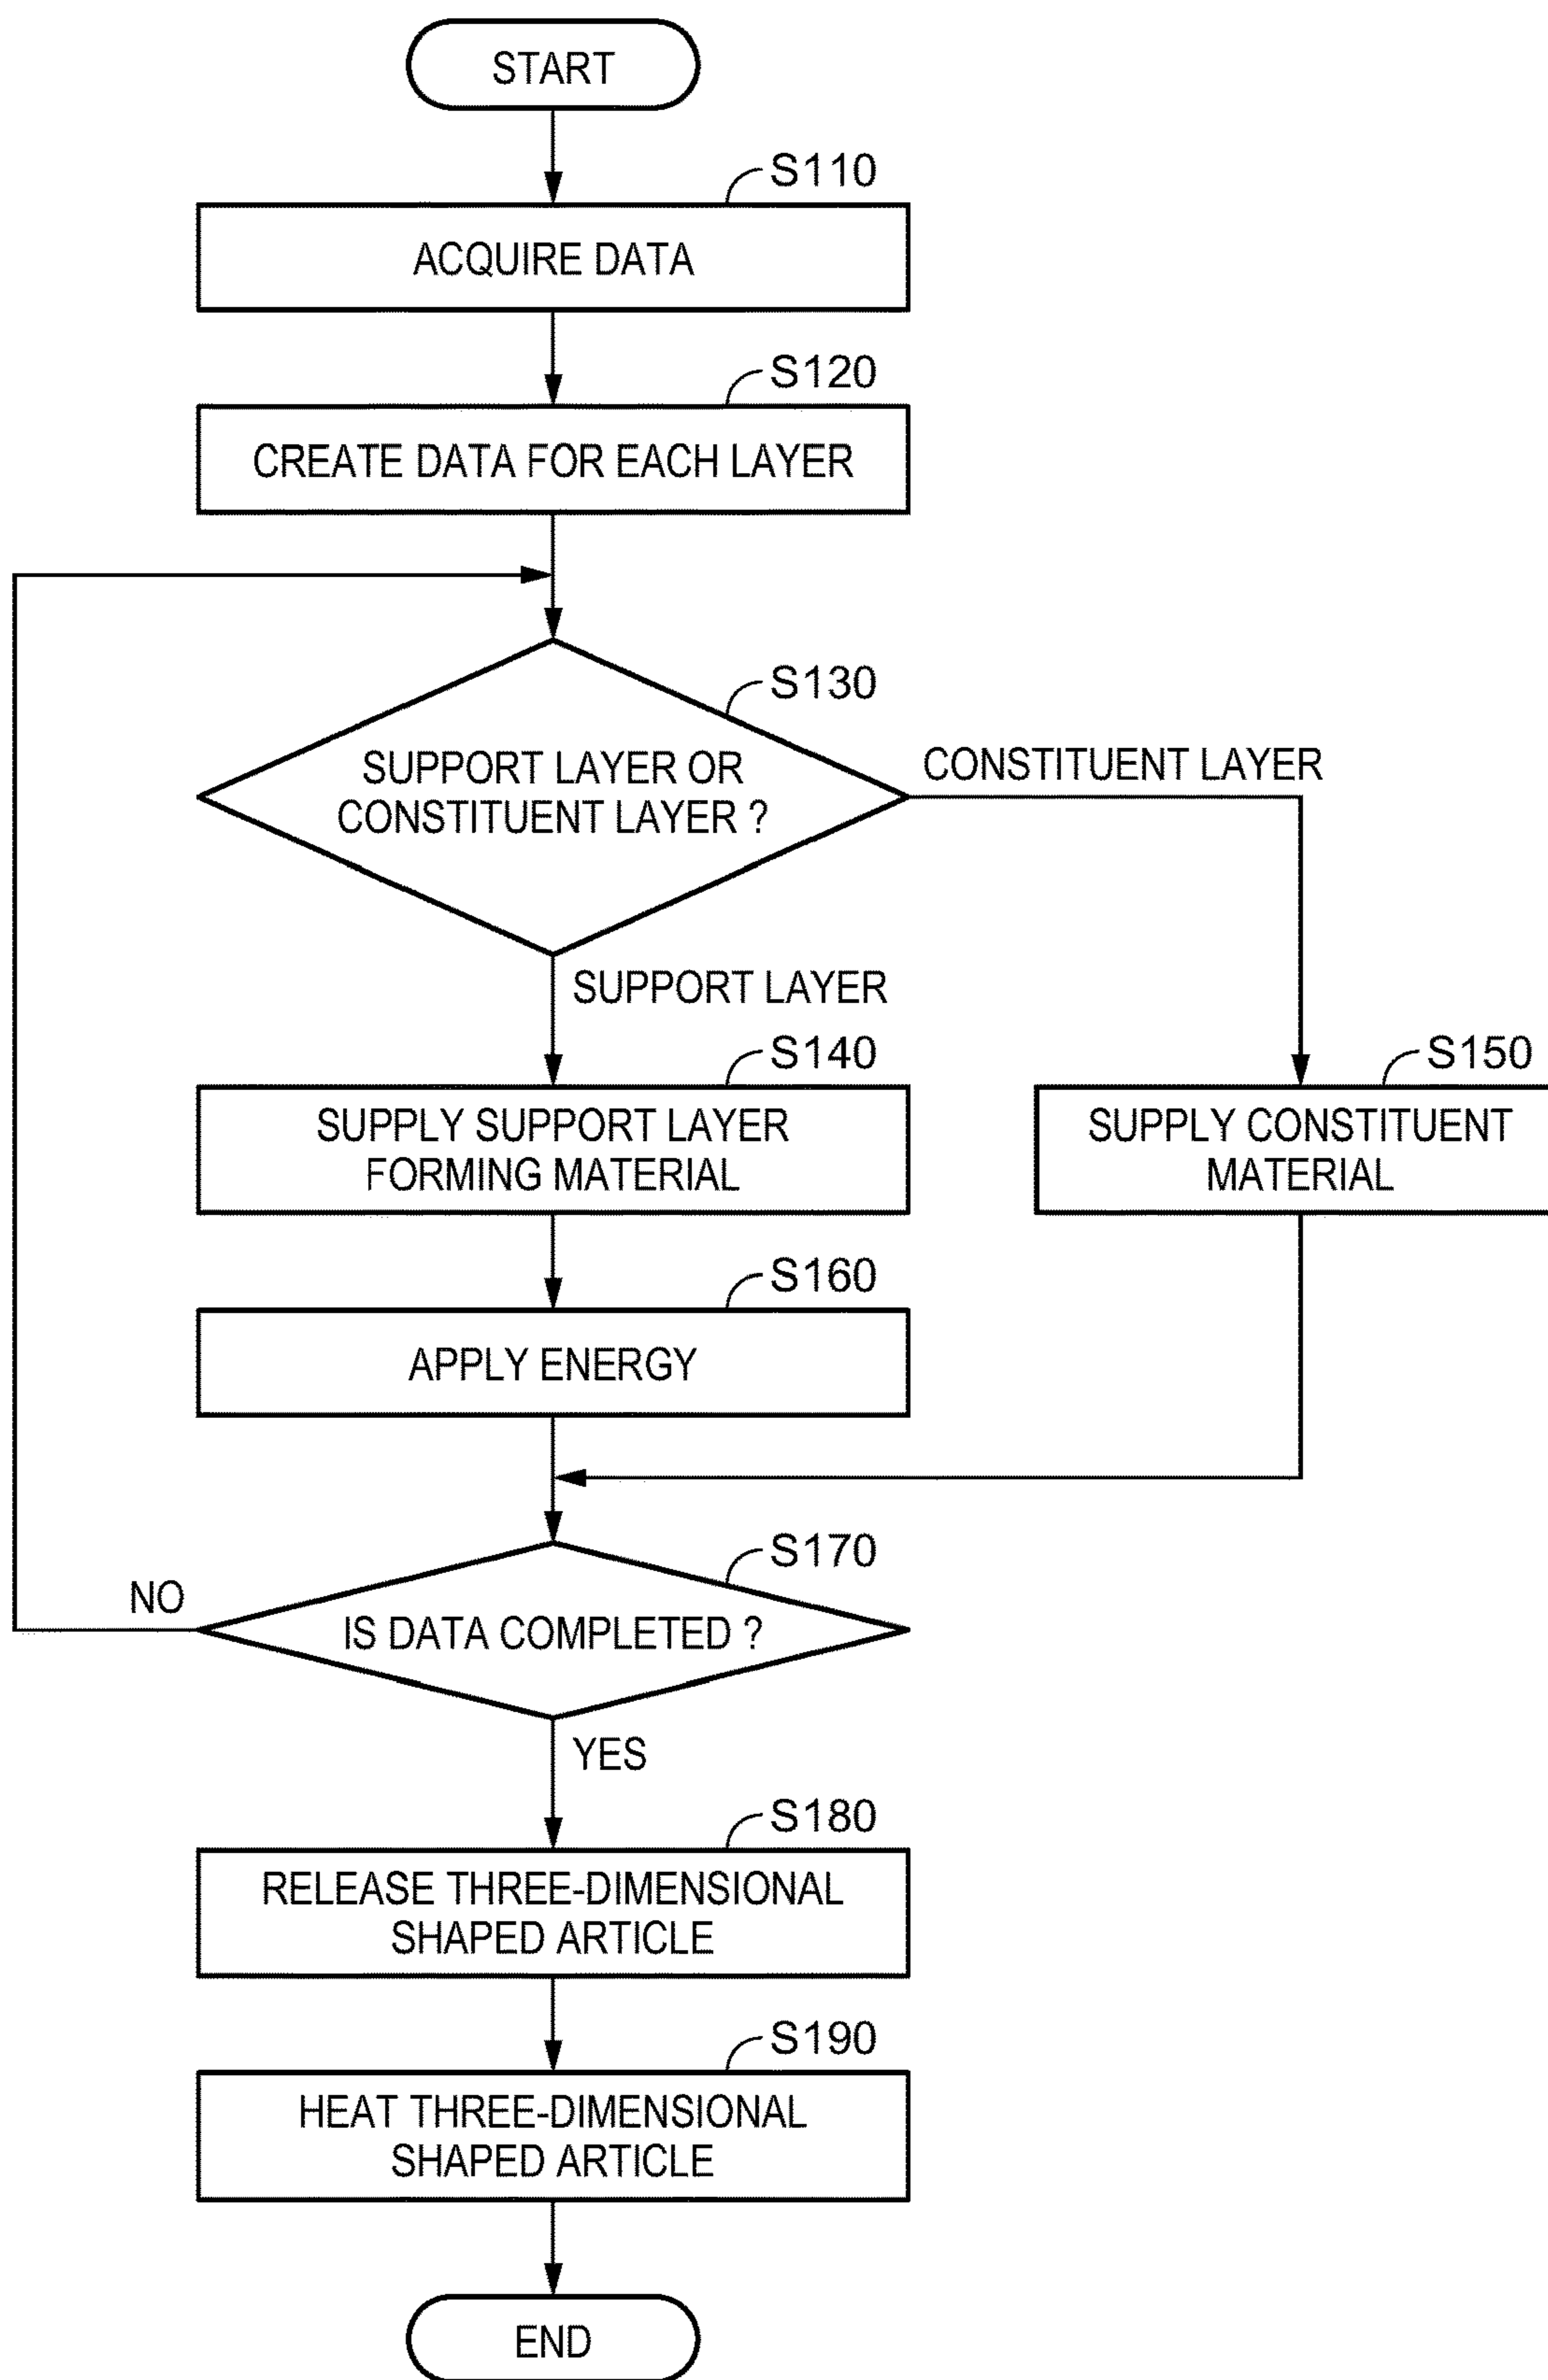 START
S110
ACQUIRE DATA
S120
CREATE DATA FOR EACH LAYER
S130
SUPPORT LAYER OR
CONSTITUENT LAYER ?
CONSTITUENT LAYER
SUPPORT LAYER
S140
SUPPLY SUPPORT LAYER
FORMING MATERIAL
S150
SUPPLY CONSTITUENT
MATERIAL
S160
APPLY ENERGY
S170
IS DATA COMPLETED ?
NO
YES
S180
RELEASE THREE-DIMENSIONAL
SHAPED ARTICLE
S190
HEAT THREE-DIMENSIONAL
SHAPED ARTICLE
END